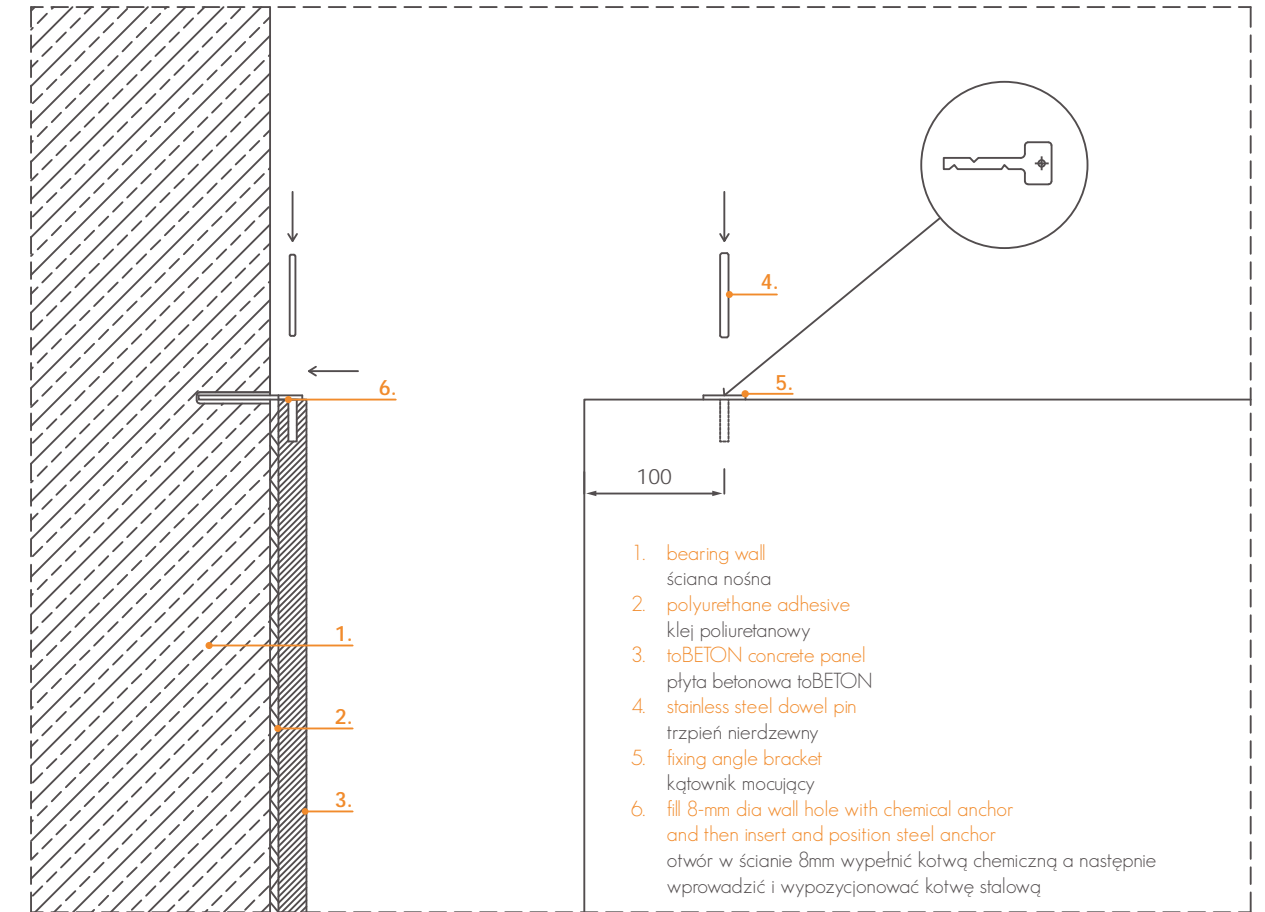 4.
5.
6.
100
1.
2.
3.
1. bearing wall
ściana nośna
2. polyurethane adhesive
klej poliuretanowy
3. toBETON concrete panel
płyta betonowa toBETON
4. stainless steel dowel pin
trzpień nierdzewny
5. fixing angle bracket
kątownik mocujący
6. fill 8-mm dia wall hole with chemical anchor
and then insert and position steel anchor
otwór w ścianie 8mm wypełnić kotwą chemiczną a następnie
wprowadzić i wypozycjonować kotwę stalową